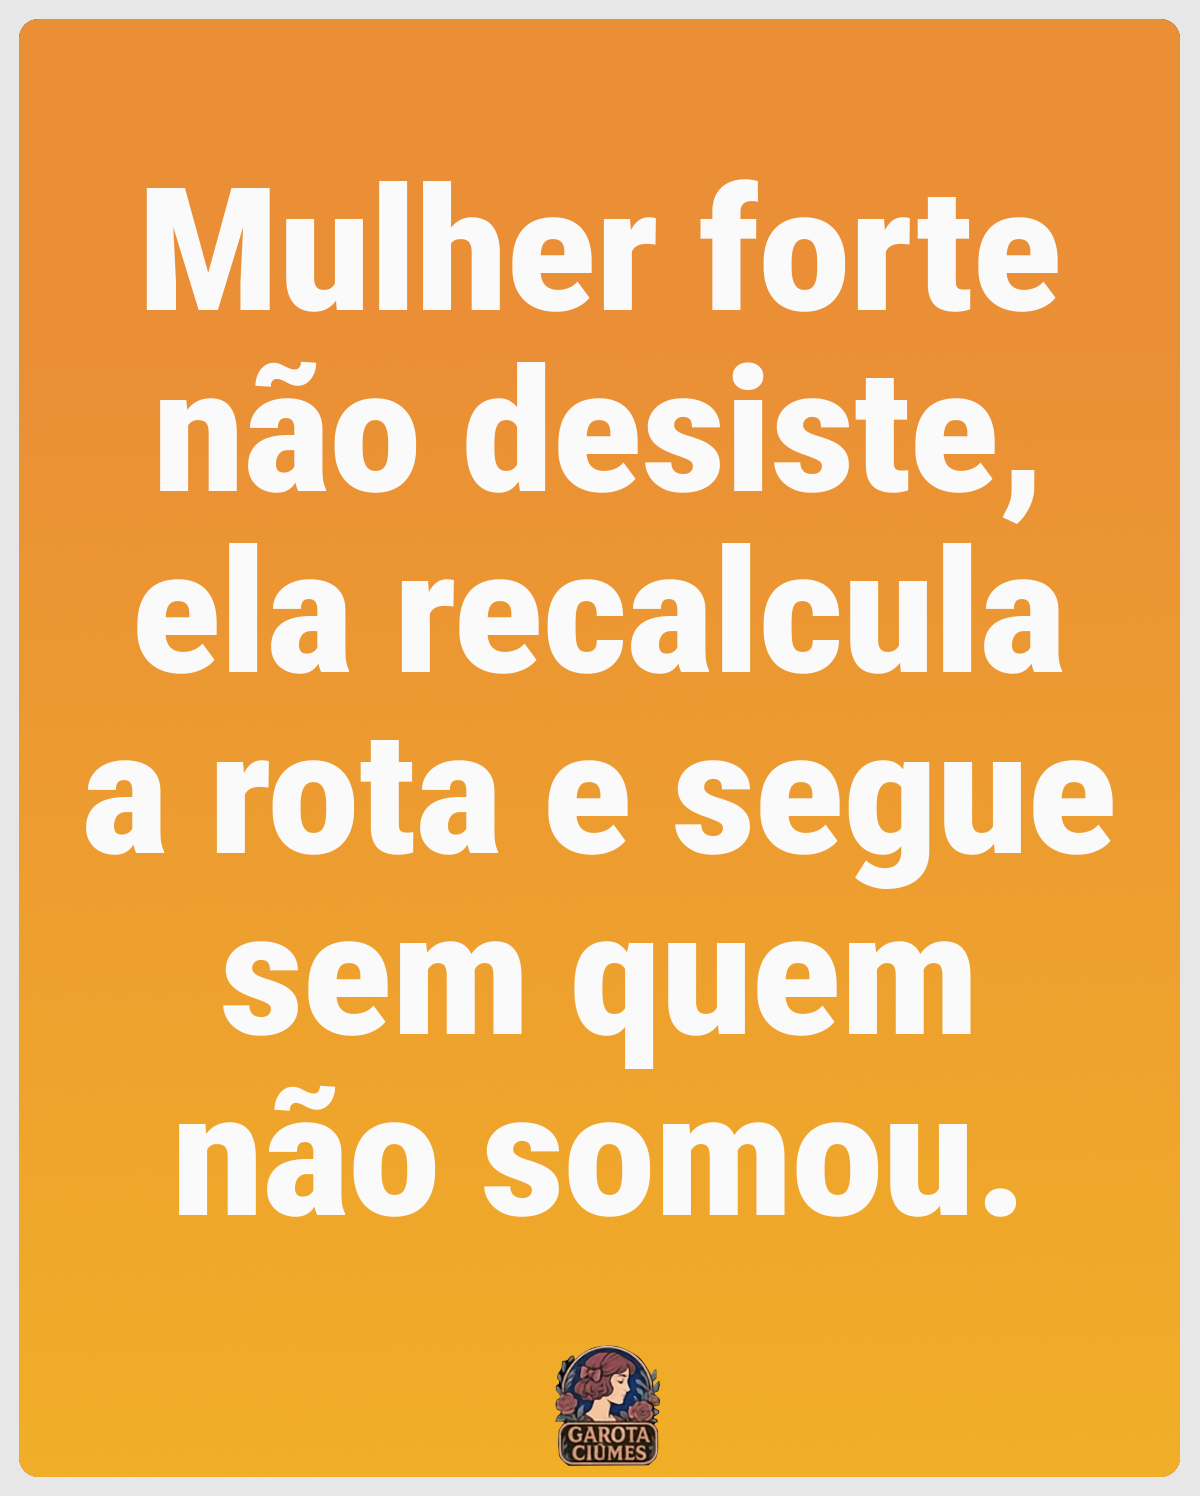 Mulher forte
não desiste,
ela recalcula
a rota e segue
sem quem
não somou.
GAROTA
CIÚMES